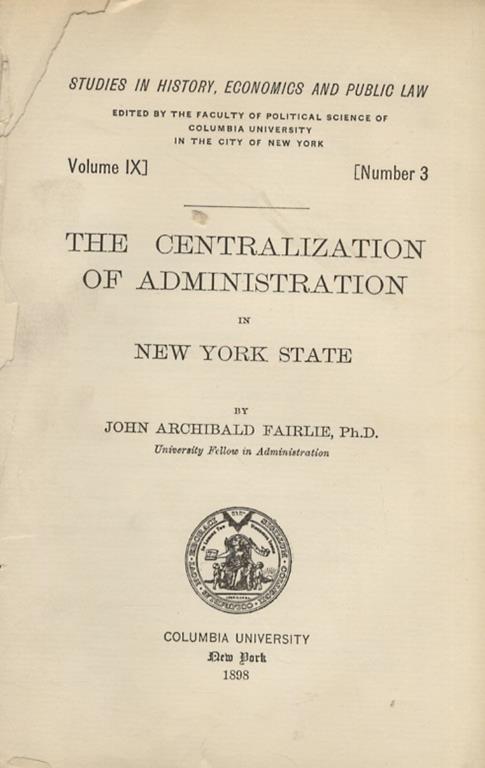 STUDIES IN HISTORY, ECONOMICS AND PUBLIC LAW
EDITED BY THE FACULTY OF POLITICAL SCIENCE OF
COLUMBIA UNIVERSITY
IN THE CITY OF NEW YORK
Volume IX] [Number 3
THE CENTRALIZATION
OF ADMINISTRATION
IN
NEW YORK STATE
BY
JOHN ARCHIBALD FAIRLIE, Ph.D.
University Fellow in Administration
COLUMBIA UNIVERSITY
New York
1898